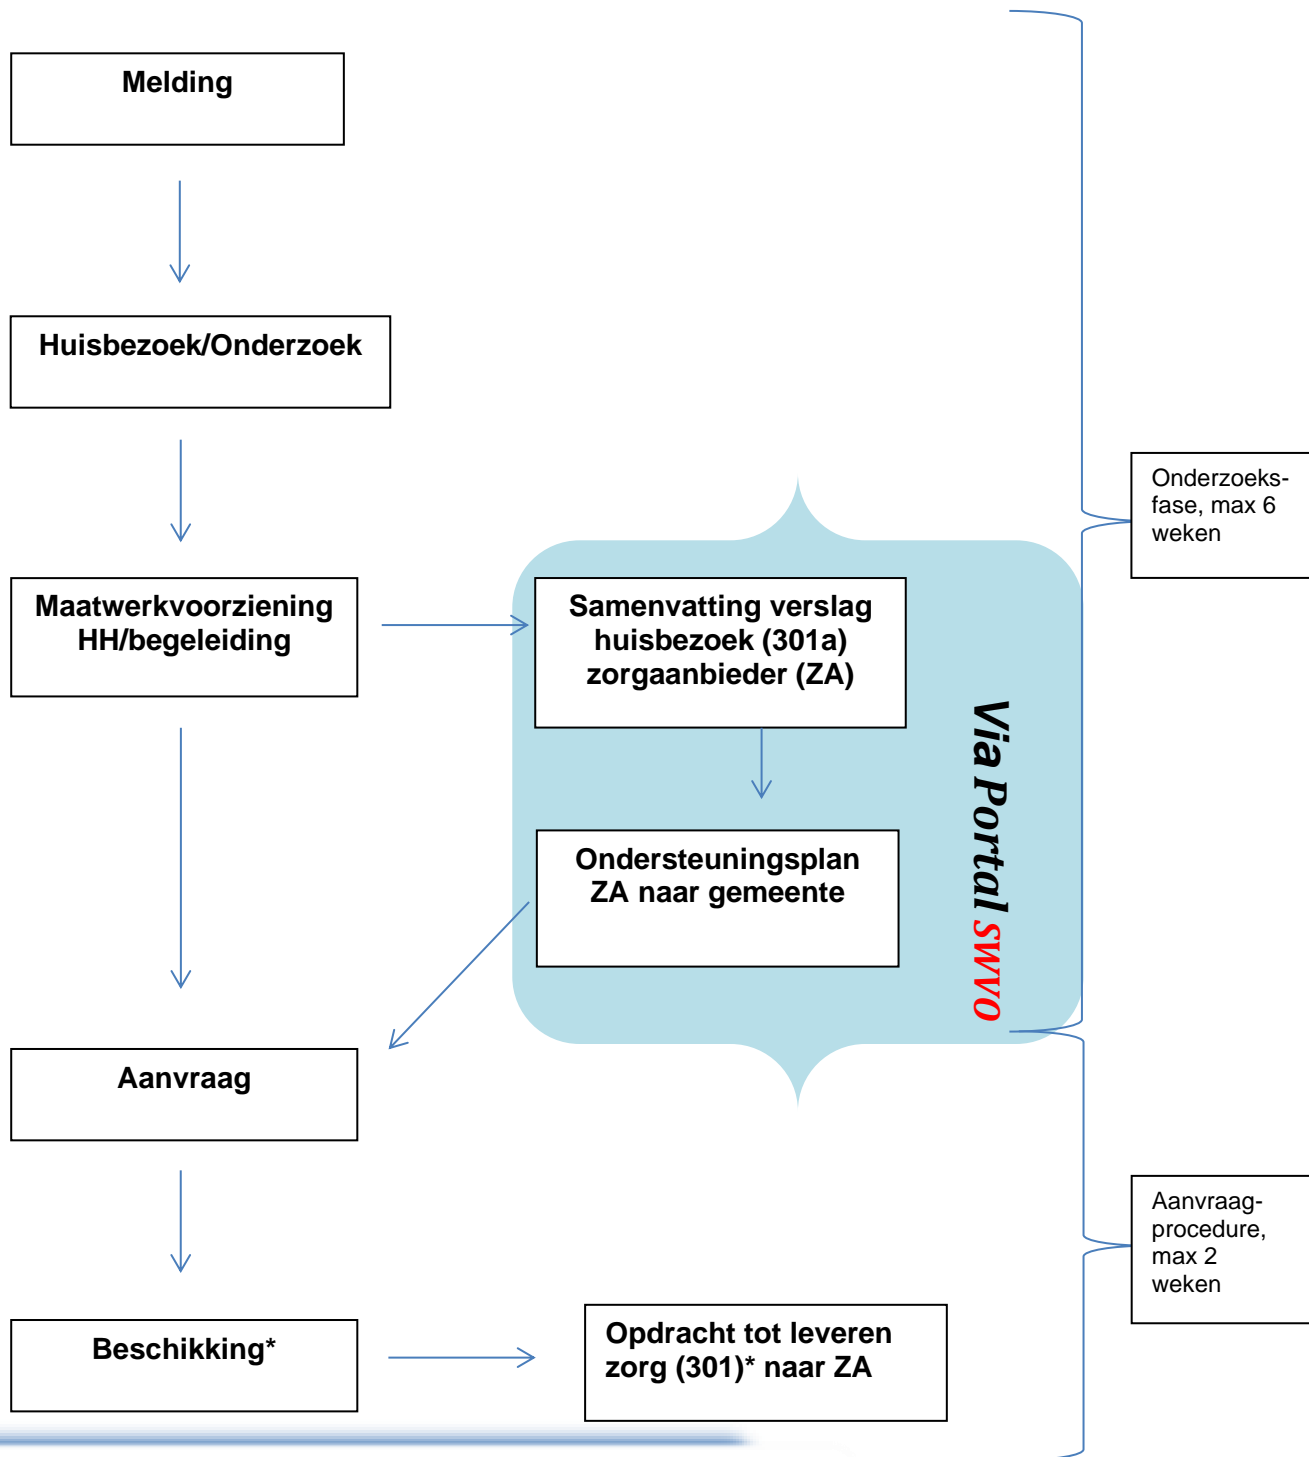 Melding
Huisbezoek/Onderzoek
Onderzoeks-
fase, max 6
weken
Maatwerkvoorziening
HH/begeleiding
Samenvatting verslag
huisbezoek (301a)
zorgaanbieder (ZA)
Via Portal SWVO
Ondersteuningsplan
ZA naar gemeente
Aanvraag
Aanvraag-
procedure,
max 2
weken
Beschikking*
Opdracht tot leveren
zorg (301)* naar ZA